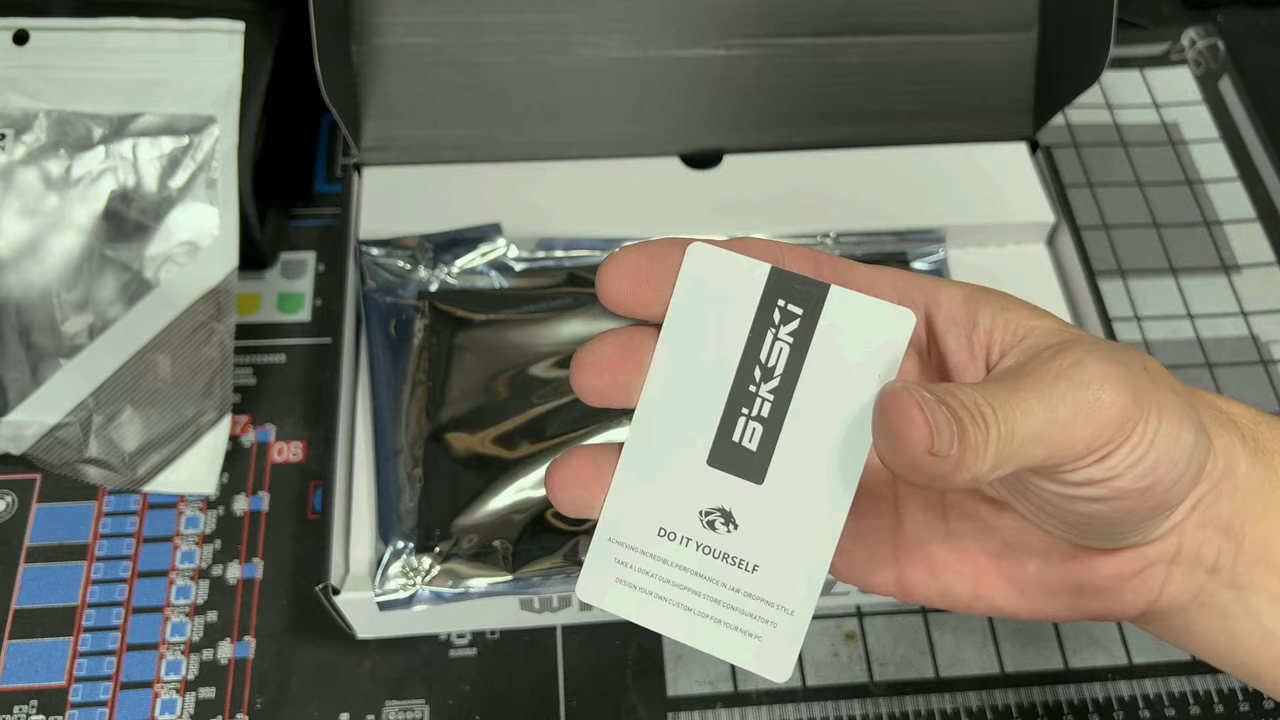 BYKSKI
DO IT YOURSELF
ACHIEVING INCREDIBLE PERFORMANCE IN JAW-DROPPING STYLE.
TAKE A LOOK AT OUR SHOPPING STORE CONFIGURATOR TO
DESIGN YOUR OWN CUSTOM LOOP FOR YOUR NEW PC.
08